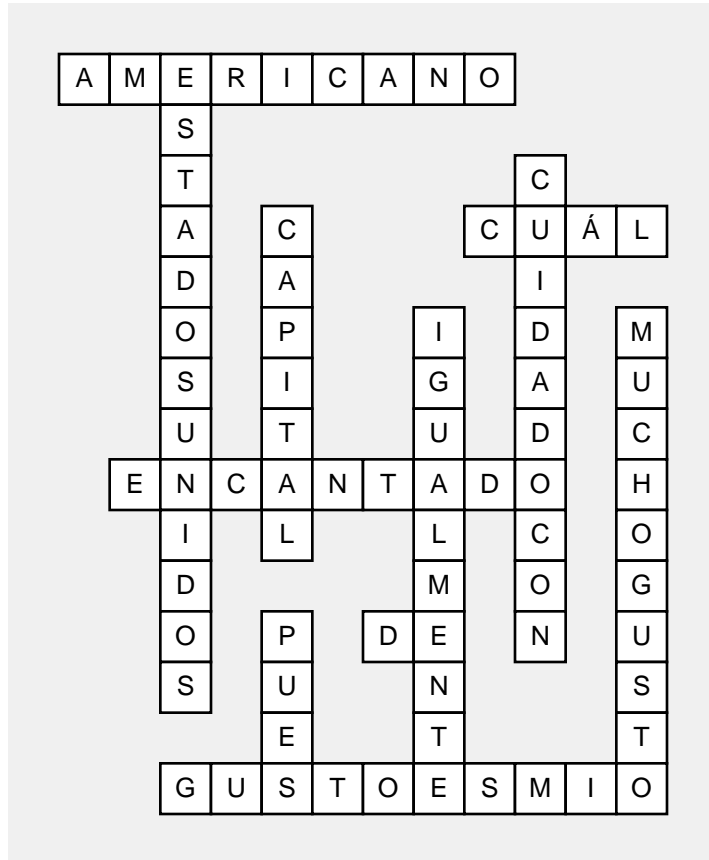 AMERICANO
ESTADOSUNIDOS
CUIDADOCON
CAPITAL
CUÁL
IGUALMENTE
MUCHOGUSTO
ENCANTADO
PUES
DE
GUSTOESMIO